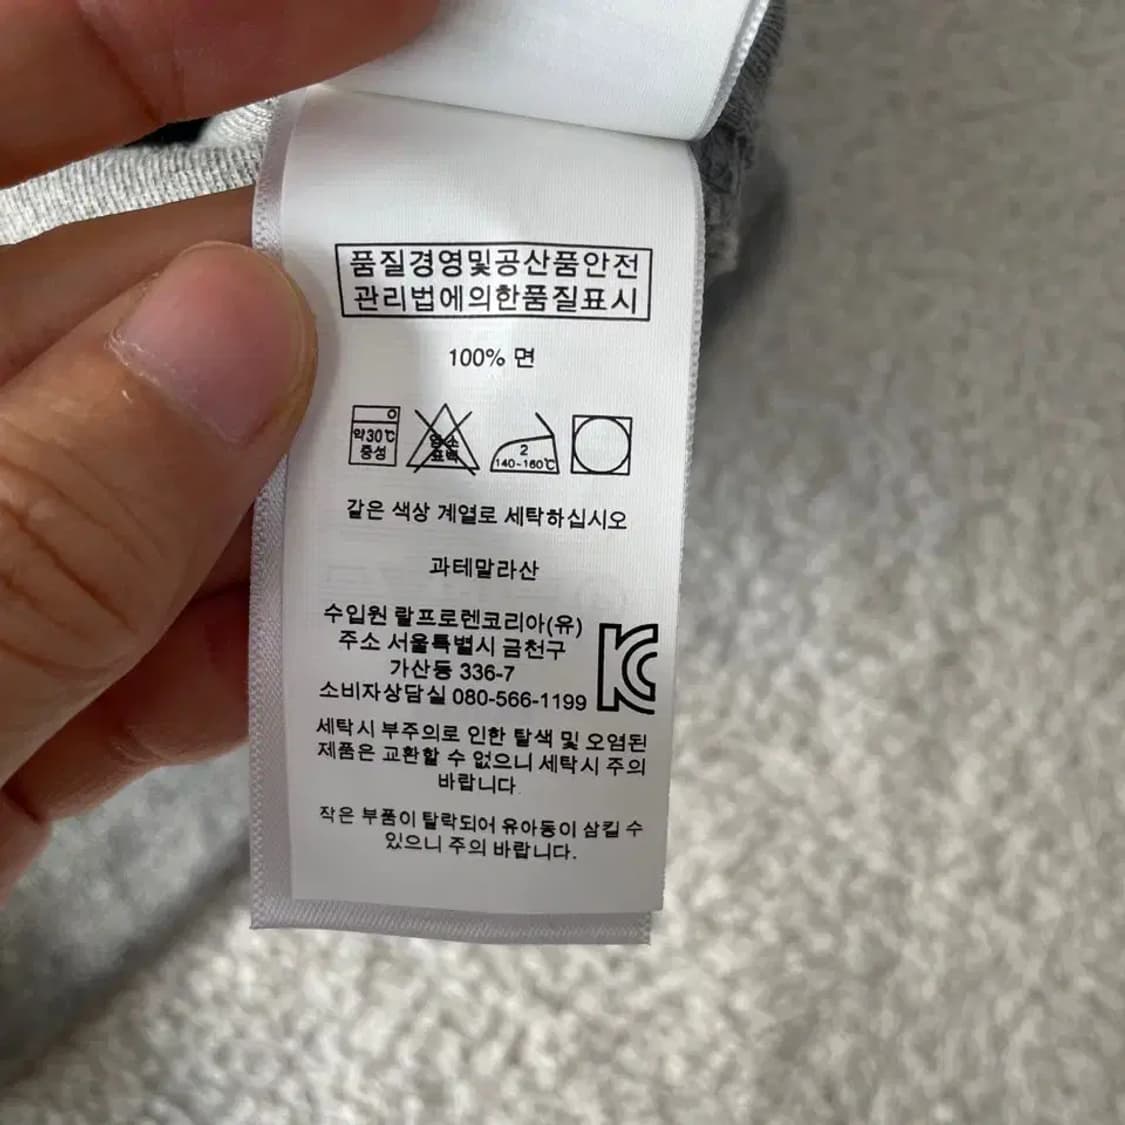 품질경영및공산품안전
관리법에의한품질표시
100% 면
약30℃
중성
염소
표백
2
140-160℃
같은 색상 계열로 세탁하십시오
과테말라산
수입원 랄프로렌코리아(유)
주소 서울특별시 금천구
가산동 336-7
소비자상담실 080-566-1199
KC
세탁시 부주의로 인한 탈색 및 오염된
제품은 교환할 수 없으니 세탁시 주의
바랍니다.
작은 부품이 탈락되어 유아동이 삼킬 수
있으니 주의 바랍니다.